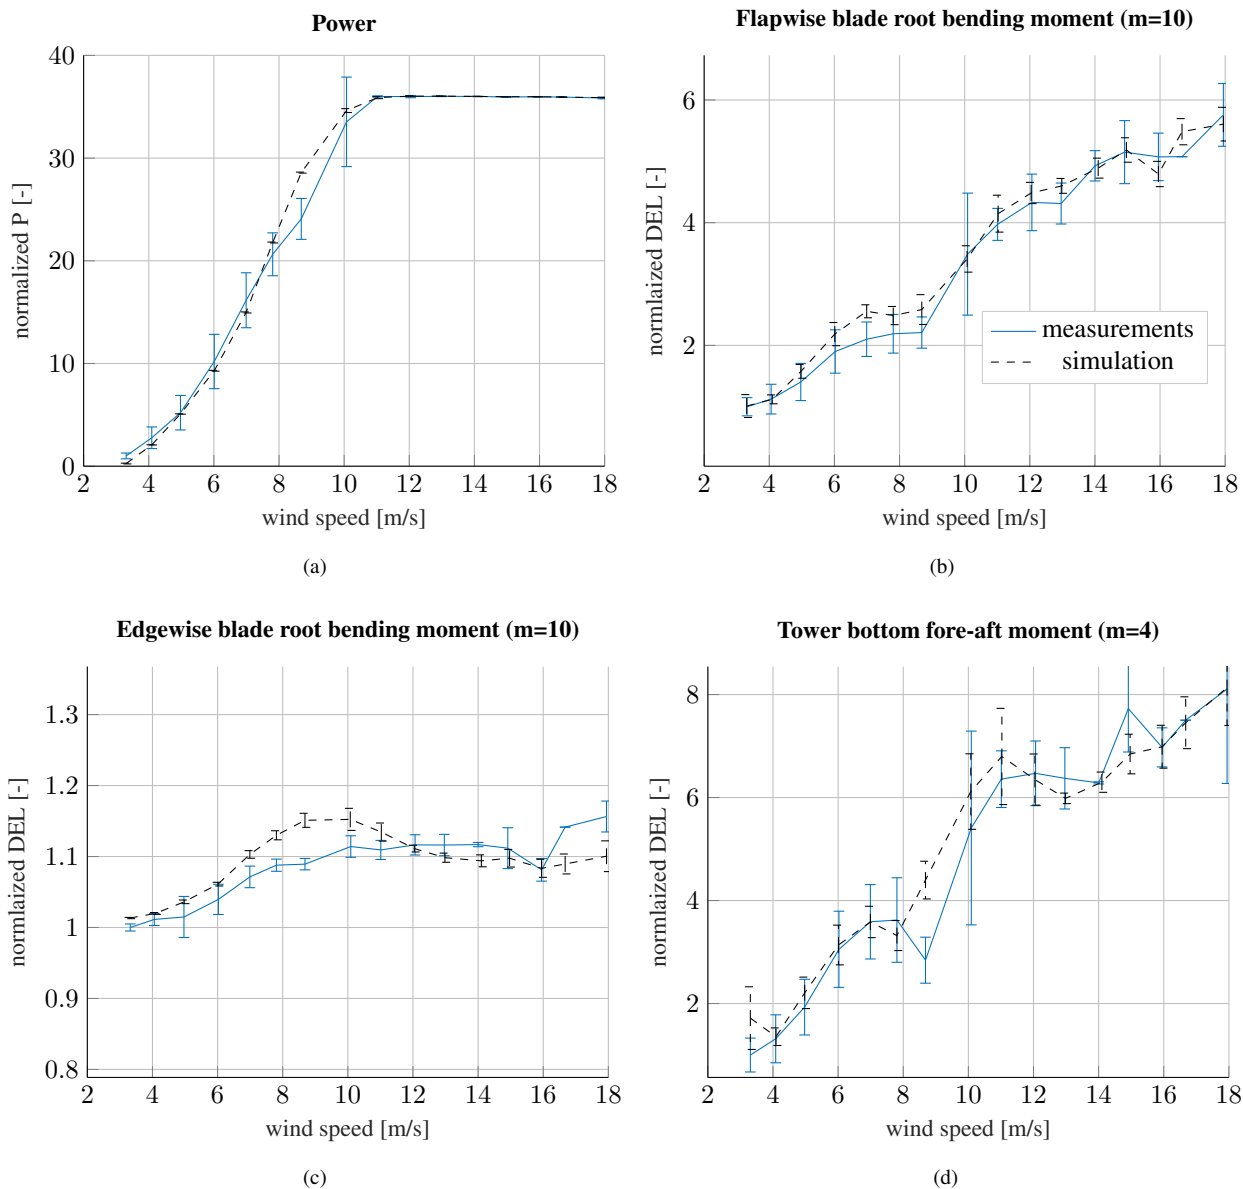 Power
40
30
20
10
0
normalized P [-]
2 4 6 8 10 12 14 16 18
wind speed [m/s]
(a)
Flapwise blade root bending moment (m=10)
6
4
2
normlaized DEL [-]
measurements
simulation
2 4 6 8 10 12 14 16 18
wind speed [m/s]
(b)
Edgewise blade root bending moment (m=10)
1.3
1.2
1.1
1
0.9
0.8
normlaized DEL [-]
2 4 6 8 10 12 14 16 18
wind speed [m/s]
(c)
Tower bottom fore-aft moment (m=4)
8
6
4
2
normlaized DEL [-]
2 4 6 8 10 12 14 16 18
wind speed [m/s]
(d)